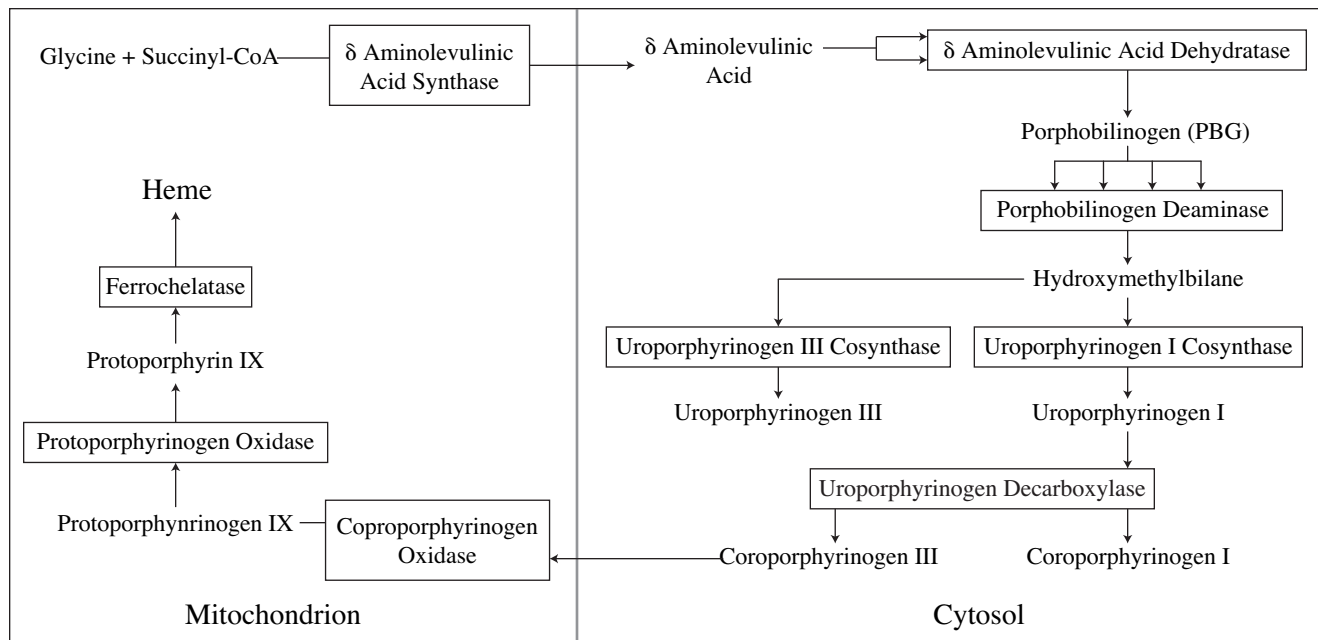 Glycine + Succinyl-CoA
δ Aminolevulinic
Acid Synthase
δ Aminolevulinic
Acid
δ Aminolevulinic Acid Dehydratase
Porphobilinogen (PBG)
Porphobilinogen Deaminase
Hydroxymethylbilane
Uroporphyrinogen III Cosynthase
Uroporphyrinogen I Cosynthase
Uroporphyrinogen III
Uroporphyrinogen I
Uroporphyrinogen Decarboxylase
Coroporphyrinogen III
Coroporphyrinogen I
Coproporphyrinogen
Oxidase
Protoporphynrinogen IX
Protoporphyrinogen Oxidase
Protoporphyrin IX
Ferrochelatase
Heme
Mitochondrion
Cytosol